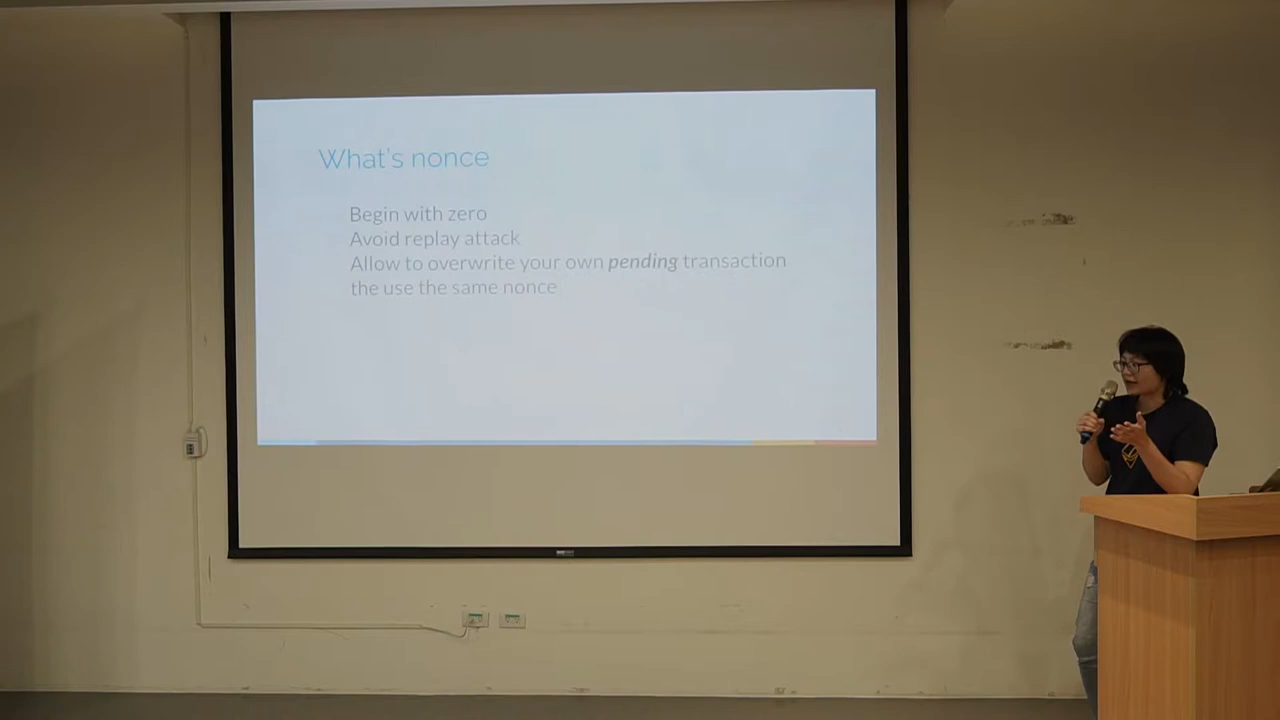 What's nonce
Begin with zero
Avoid replay attack
Allow to overwrite your own pending transaction
the use the same nonce